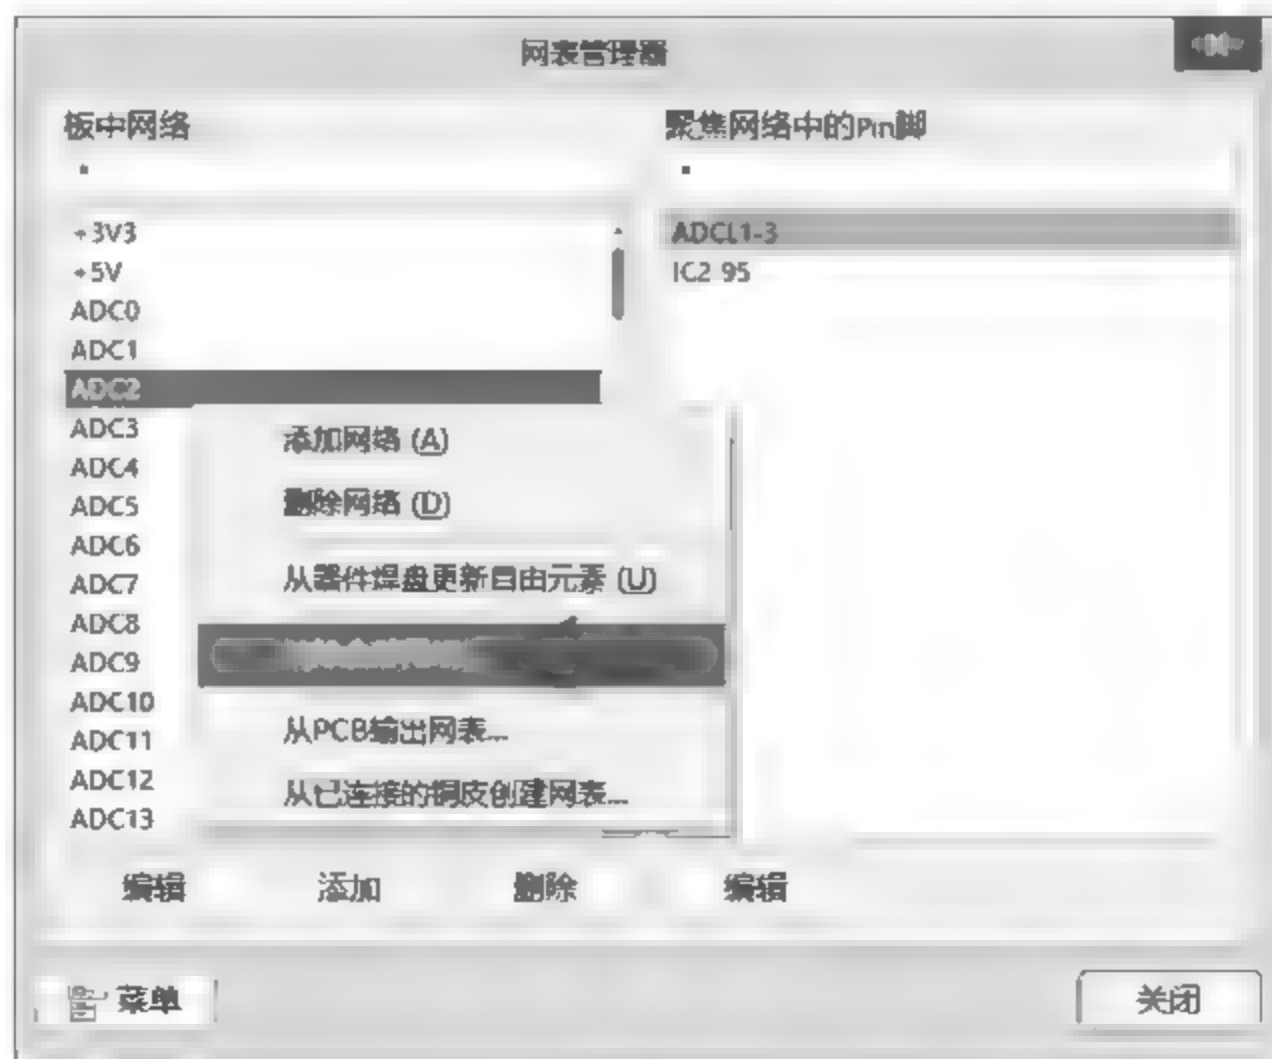 网表管理器
板中网络
聚焦网络中的Pin脚
*
*
+3V3
+5V
ADC0
ADC1
ADC2
ADC3
ADC4
ADC5
ADC6
ADC7
ADC8
ADC9
ADC10
ADC11
ADC12
ADC13
ADCL1-3
IC2-95
添加网络 (A)
删除网络 (D)
从器件焊盘更新自由元素 (U)
从PCB输出网表...
从已连接的铜皮创建网表...
编辑
添加
删除
编辑
菜单
关闭